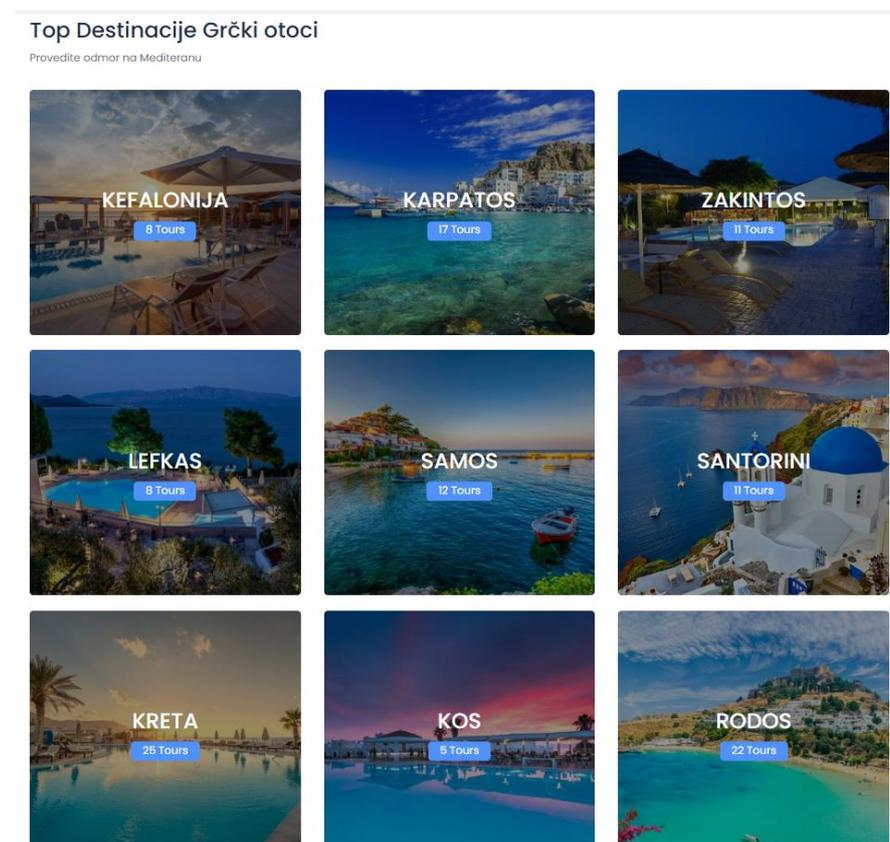 Top Destinacije Grčki otoci
Provedite odmor na Mediteranu
KEFALONIJA
8 Tours
KARPATOS
17 Tours
ZAKINTOS
11 Tours
LEFKAS
8 Tours
SAMOS
12 Tours
SANTORINI
11 Tours
KRETA
25 Tours
KOS
5 Tours
RODOS
22 Tours